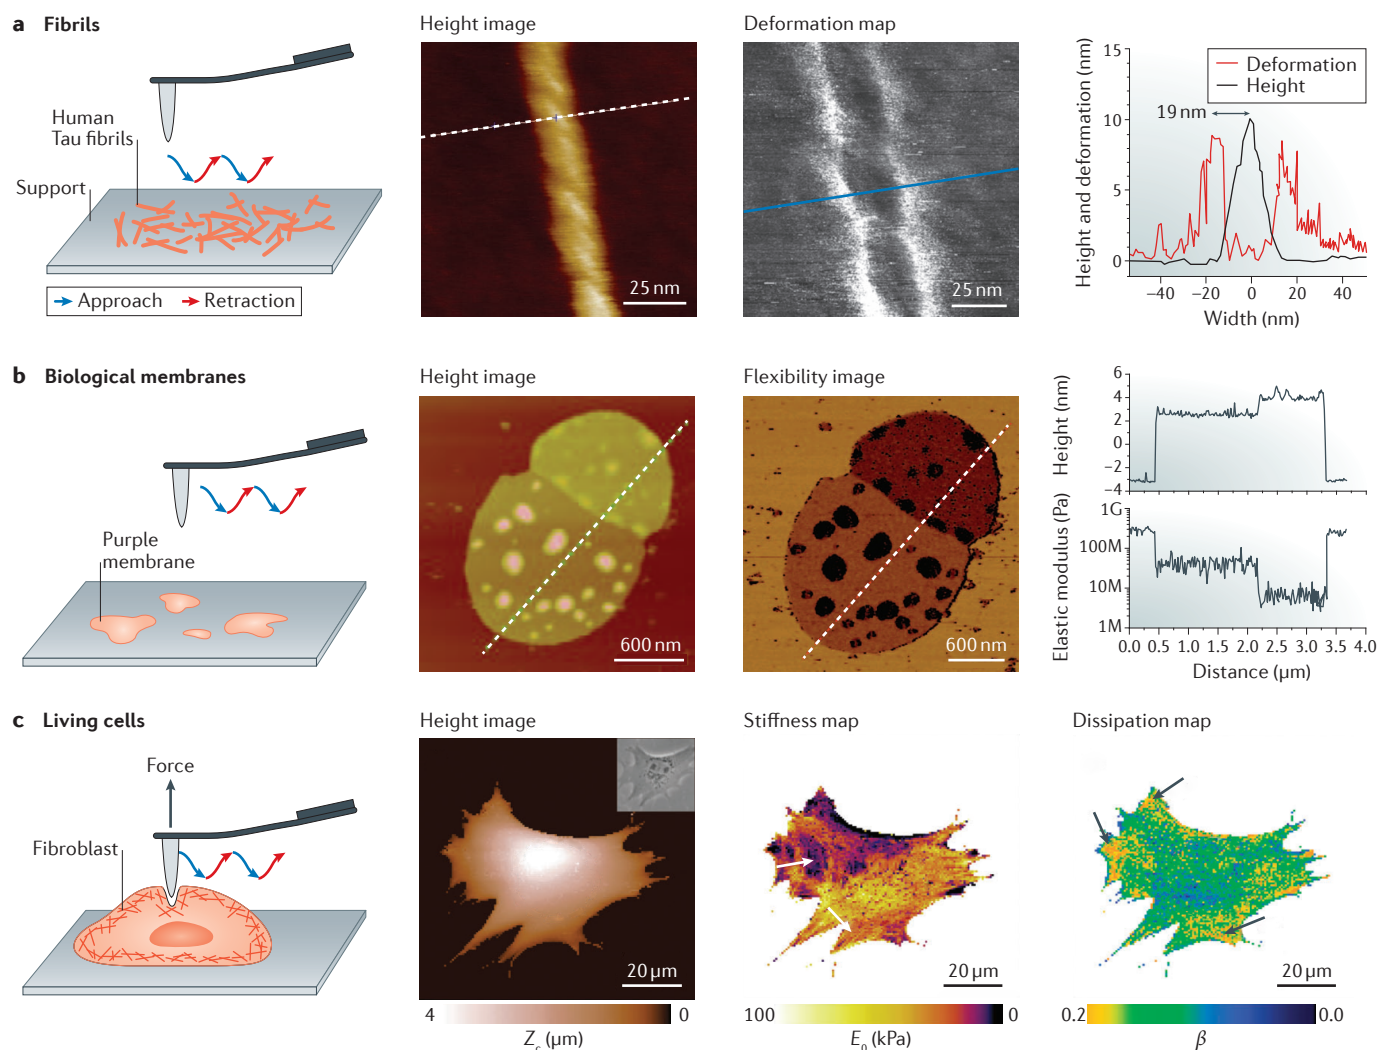 a Fibrils
Height image
Deformation map
Human
Tau fibrils
Support
Approach
Retraction
25 nm
25 nm
Height and deformation (nm)
15
10
5
0
Deformation
Height
19 nm
−40 −20 0 20 40
Width (nm)
b Biological membranes
Height image
Flexibility image
Purple
membrane
600 nm
600 nm
Height (nm)
6
4
2
0
−2
−4
Elastic modulus (Pa)
1G
100M
10M
1M
0.0 0.5 1.0 1.5 2.0 2.5 3.0 3.5 4.0
Distance (μm)
c Living cells
Height image
Stiffness map
Dissipation map
Force
Fibroblast
20 μm
20 μm
20 μm
4 0
Zc (μm)
100 0
E0 (kPa)
0.2 0.0
β